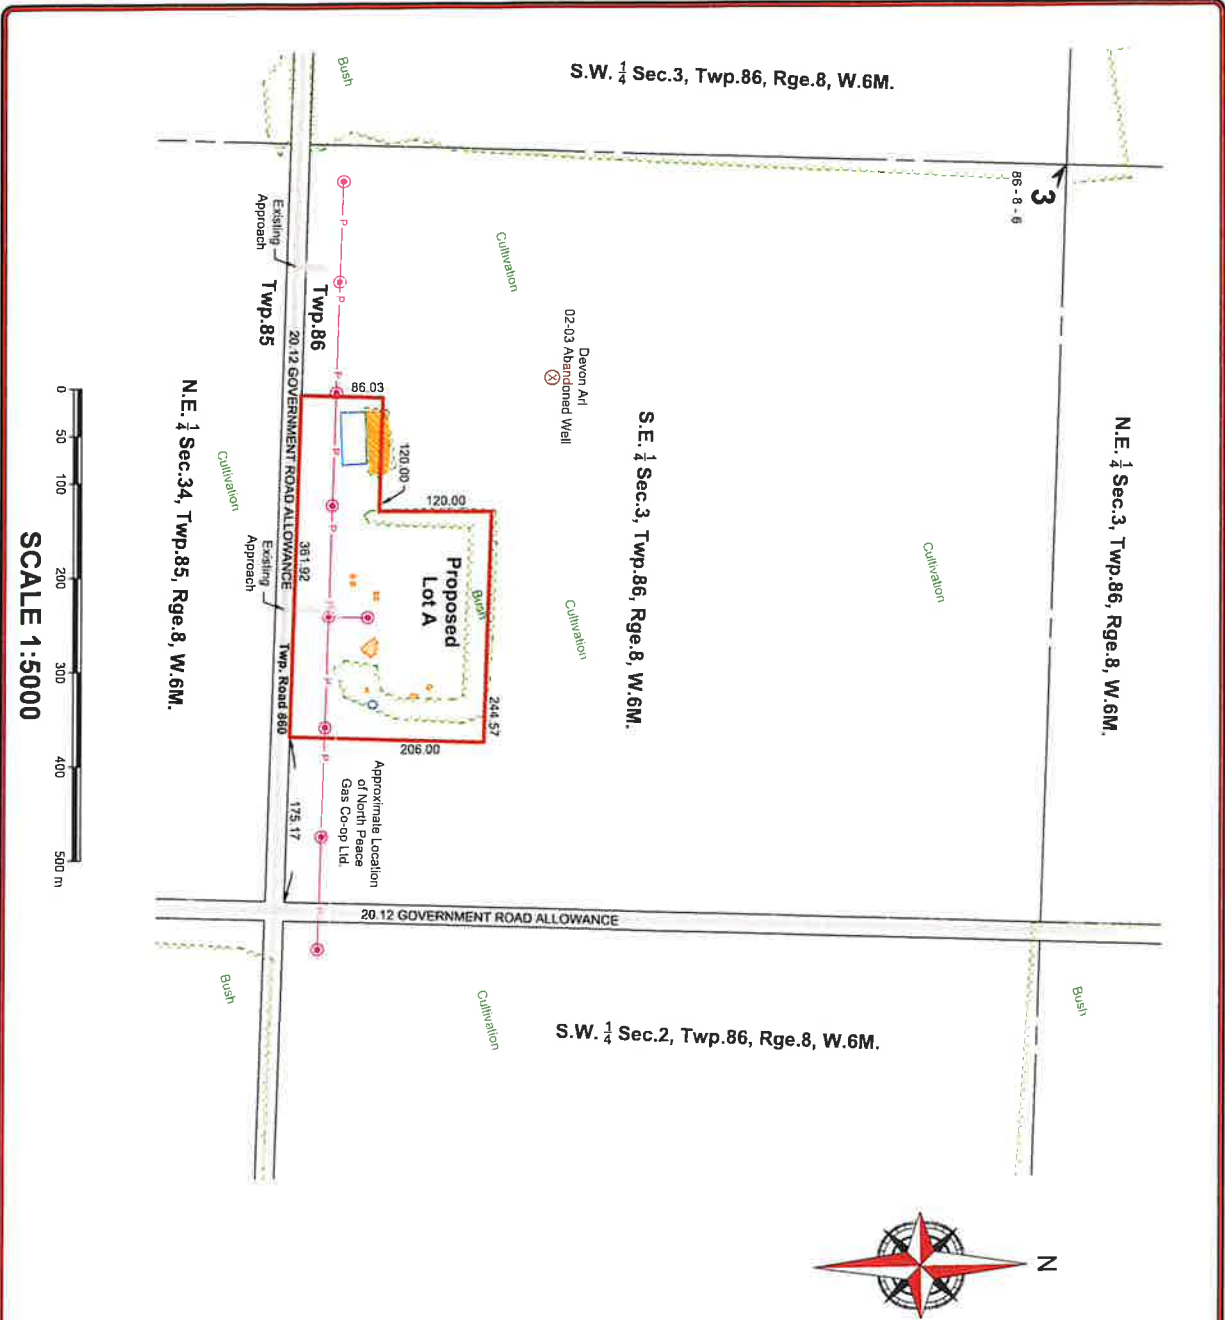 N.E. 1/4 Sec.3, Twp.86, Rge.8, W.6M.
S.W. 1/4 Sec.3, Twp.86, Rge.8, W.6M.
3
86 - 8 - 6
Bush
Cultivation
Cultivation
Devon Arl
02-03 Abandoned Well
S.E. 1/4 Sec.3, Twp.86, Rge.8, W.6M.
Cultivation
Bush
244.57
120.00
120.00
86.03
Proposed
Lot A
Bush
206.00
P
P
P
P
P
P
P
Approximate Location
of North Peace
Gas Co-op Ltd.
Twp.86
20.12 GOVERNMENT ROAD ALLOWANCE
361.92
Twp. Road 860
175.17
Twp.85
Existing
Approach
Existing
Approach
Cultivation
N.E. 1/4 Sec.34, Twp.85, Rge.8, W.6M.
20.12 GOVERNMENT ROAD ALLOWANCE
S.W. 1/4 Sec.2, Twp.86, Rge.8, W.6M.
Cultivation
Bush
Bush
N
0 50 100 200 300 400 500 m
SCALE 1:5000